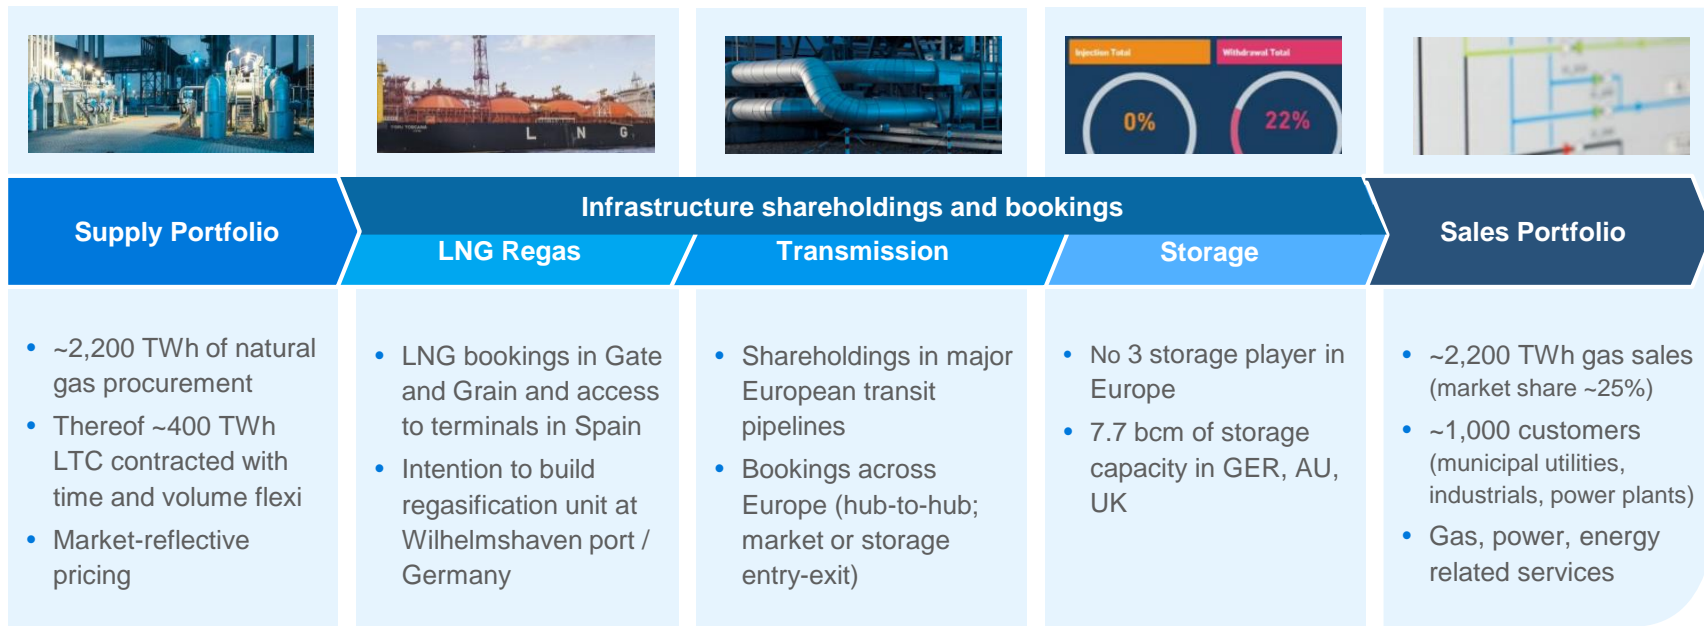 Injection Total
Withdrawal Total
0%
22%
L N G
Supply Portfolio
Infrastructure shareholdings and bookings
LNG Regas
Transmission
Storage
Sales Portfolio
• ~2,200 TWh of natural
gas procurement
• Thereof ~400 TWh
LTC contracted with
time and volume flexi
• Market-reflective
pricing
• LNG bookings in Gate
and Grain and access
to terminals in Spain
• Intention to build
regasification unit at
Wilhelmshaven port /
Germany
• Shareholdings in major
European transit
pipelines
• Bookings across
Europe (hub-to-hub;
market or storage
entry-exit)
• No 3 storage player in
Europe
• 7.7 bcm of storage
capacity in GER, AU,
UK
• ~2,200 TWh gas sales
(market share ~25%)
• ~1,000 customers
(municipal utilities,
industrials, power plants)
• Gas, power, energy
related services